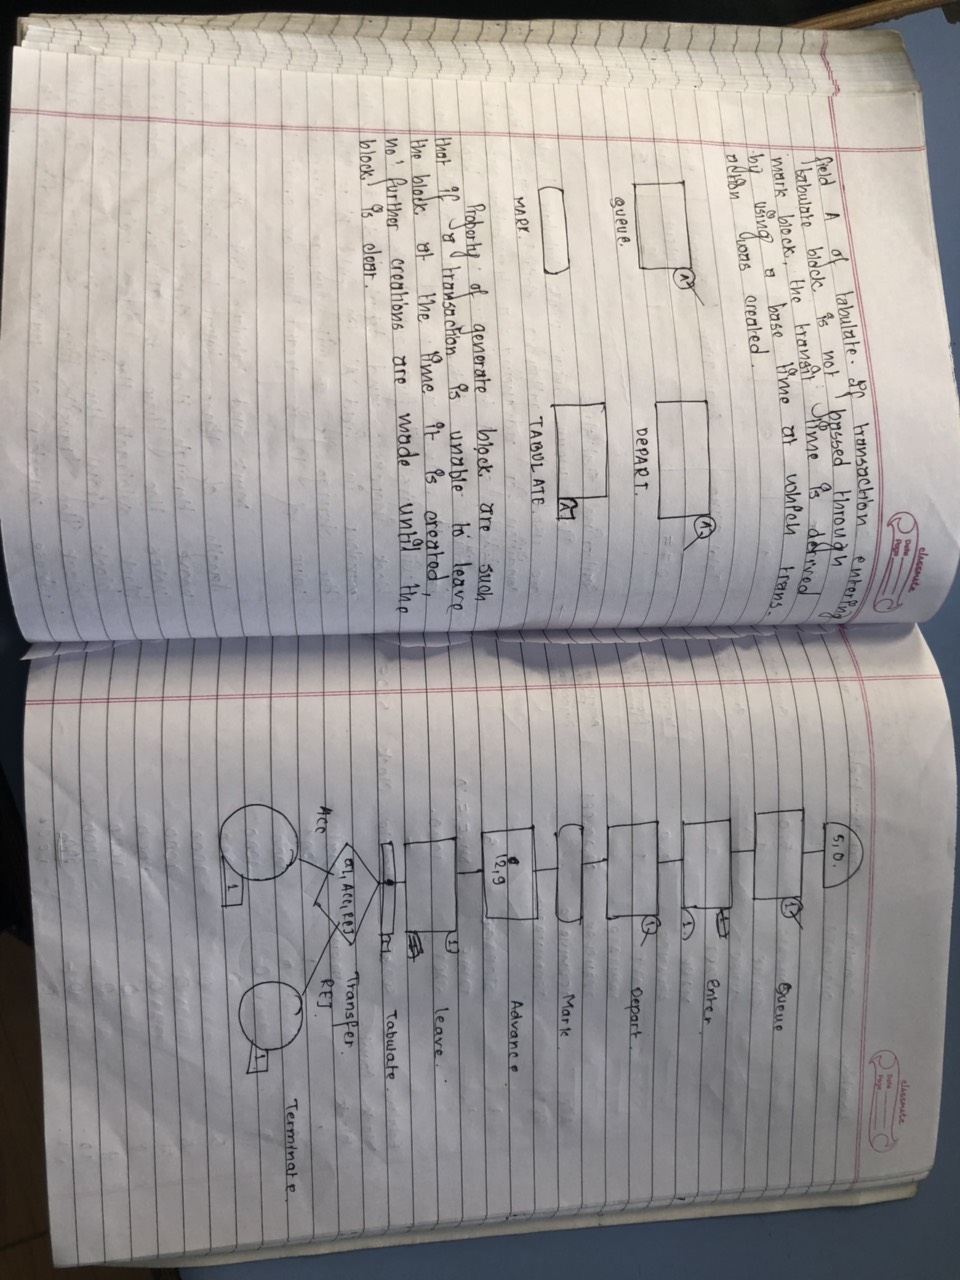 classmate
Date
Page
field A of tabulate. If transaction entering
tabulate block is not passed through
mark block, the transit time is derived
by using a base time at which trans.
action was created.
A
A
QUEUE.
DEPART.
A
MARK.
TABULATE
Property of generate block are such
that if a transaction is unable to leave
the block at the time it is created,
no further creations are made until the
block is clear.
classmate
Date
Page
5,0.
1
Queue
1
Enter
1
Depart.
Mark
12,9
Advance.
1
leave.
Tabulate.
Transfer.
Acc
REJ.
1
1
Terminate.